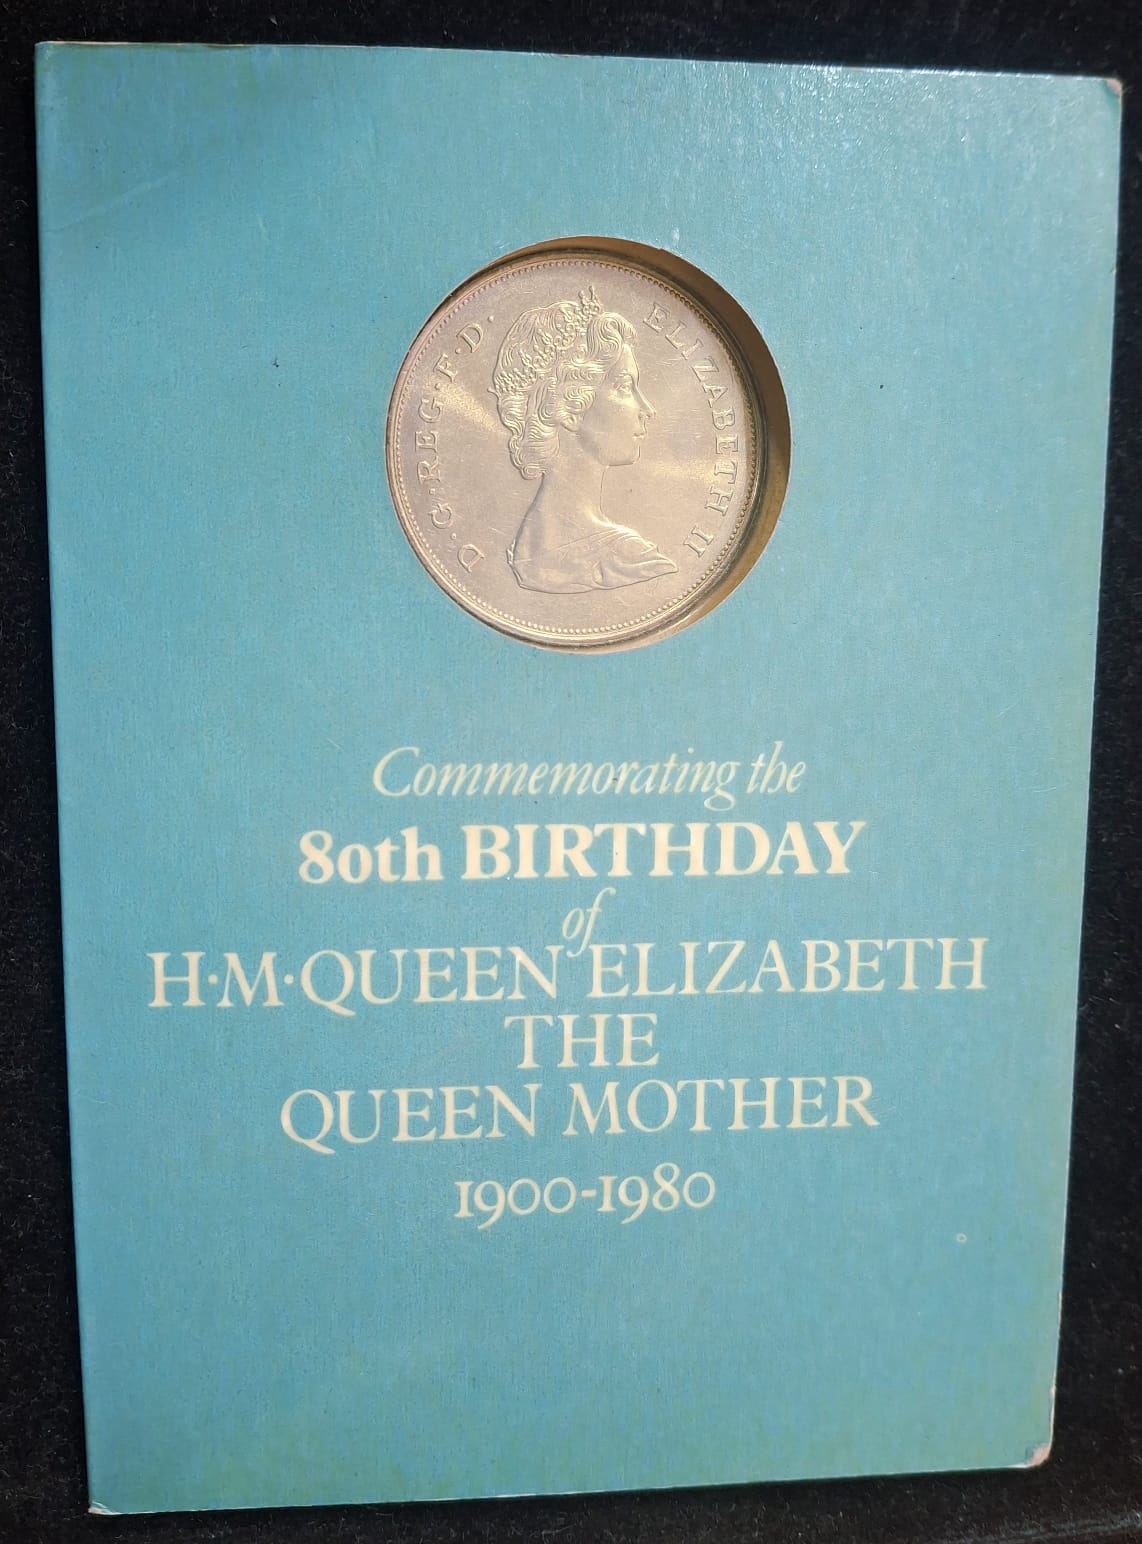 D·G·REG·F·D· ELIZABETH II
Commemorating the
80th BIRTHDAY
of
H·M·QUEEN ELIZABETH
THE
QUEEN MOTHER
1900-1980